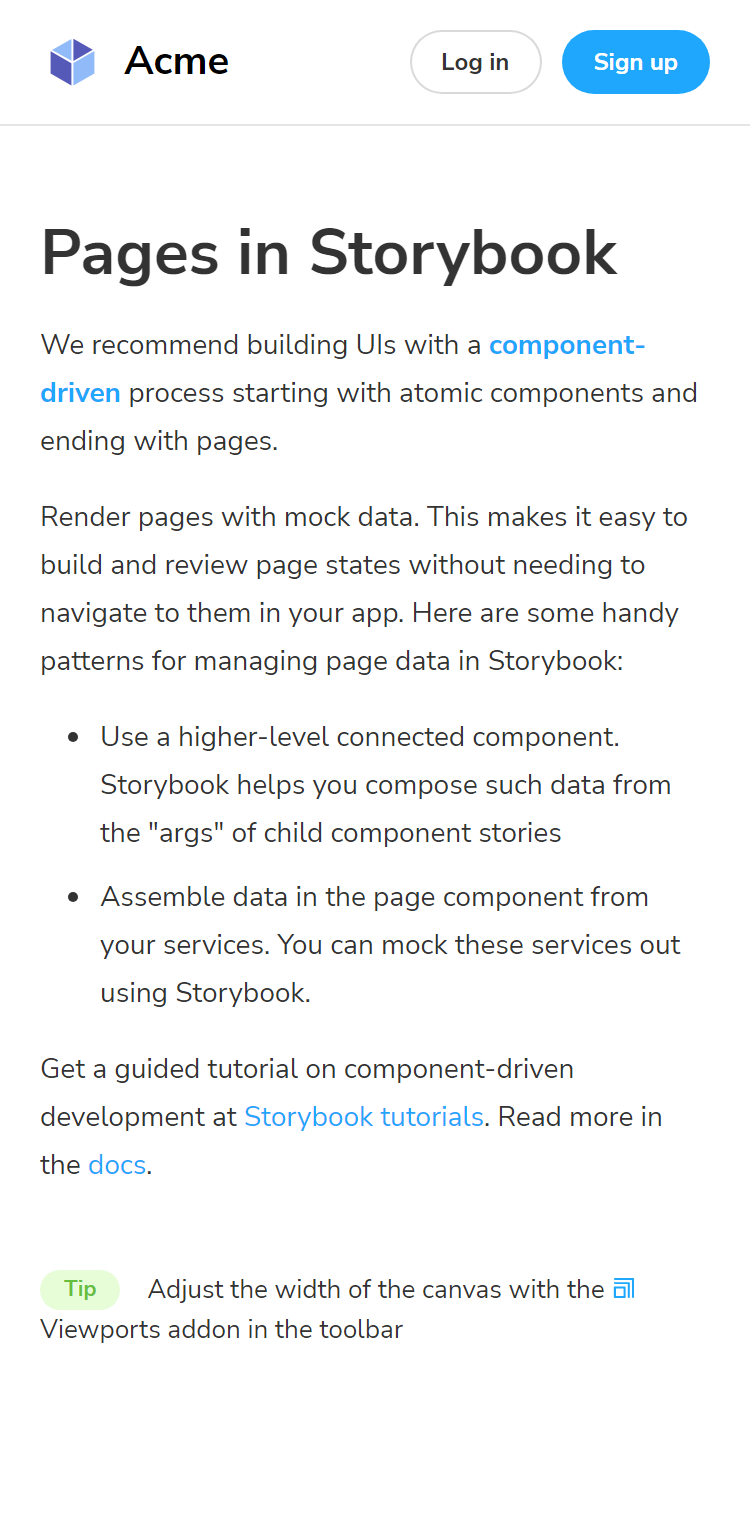 Acme
Log in
Sign up
Pages in Storybook
We recommend building UIs with a component-
driven process starting with atomic components and
ending with pages.
Render pages with mock data. This makes it easy to
build and review page states without needing to
navigate to them in your app. Here are some handy
patterns for managing page data in Storybook:
Use a higher-level connected component.
Storybook helps you compose such data from
the "args" of child component stories
Assemble data in the page component from
your services. You can mock these services out
using Storybook.
Get a guided tutorial on component-driven
development at Storybook tutorials. Read more in
the docs.
Tip Adjust the width of the canvas with the
Viewports addon in the toolbar